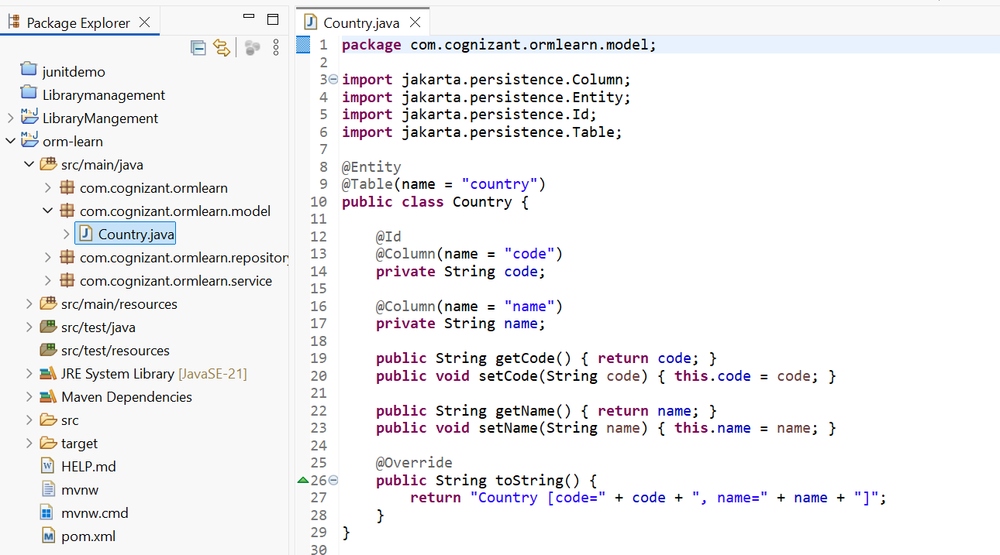 Package Explorer
junitdemo
Librarymanagement
LibraryMangement
orm-learn
src/main/java
com.cognizant.ormlearn
com.cognizant.ormlearn.model
Country.java
com.cognizant.ormlearn.repository
com.cognizant.ormlearn.service
src/main/resources
src/test/java
src/test/resources
JRE System Library [JavaSE-21]
Maven Dependencies
src
target
HELP.md
mvnw
mvnw.cmd
pom.xml
Country.java
1 package com.cognizant.ormlearn.model;
2
3 import jakarta.persistence.Column;
4 import jakarta.persistence.Entity;
5 import jakarta.persistence.Id;
6 import jakarta.persistence.Table;
7
8 @Entity
9 @Table(name = "country")
10 public class Country {
11
12     @Id
13     @Column(name = "code")
14     private String code;
15
16     @Column(name = "name")
17     private String name;
18
19     public String getCode() { return code; }
20     public void setCode(String code) { this.code = code; }
21
22     public String getName() { return name; }
23     public void setName(String name) { this.name = name; }
24
25     @Override
26     public String toString() {
27         return "Country [code=" + code + ", name=" + name + "]";
28     }
29 }
30